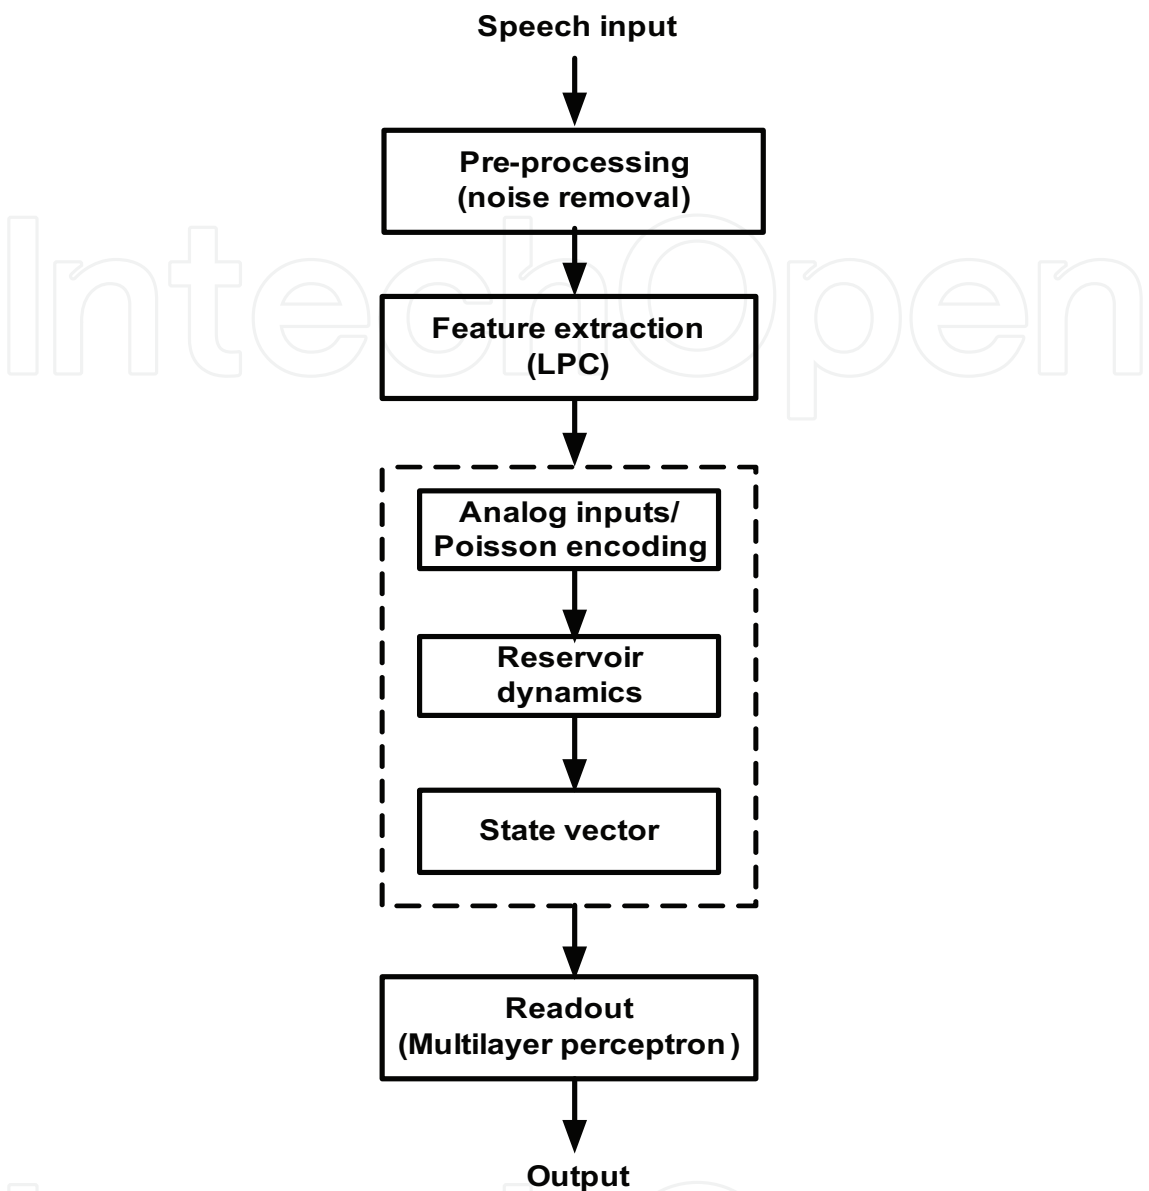 Speech input
Pre-processing
(noise removal)
IntechOpen
Feature extraction
(LPC)
Analog inputs/
Poisson encoding
Reservoir
dynamics
State vector
Readout
(Multilayer perceptron)
Output